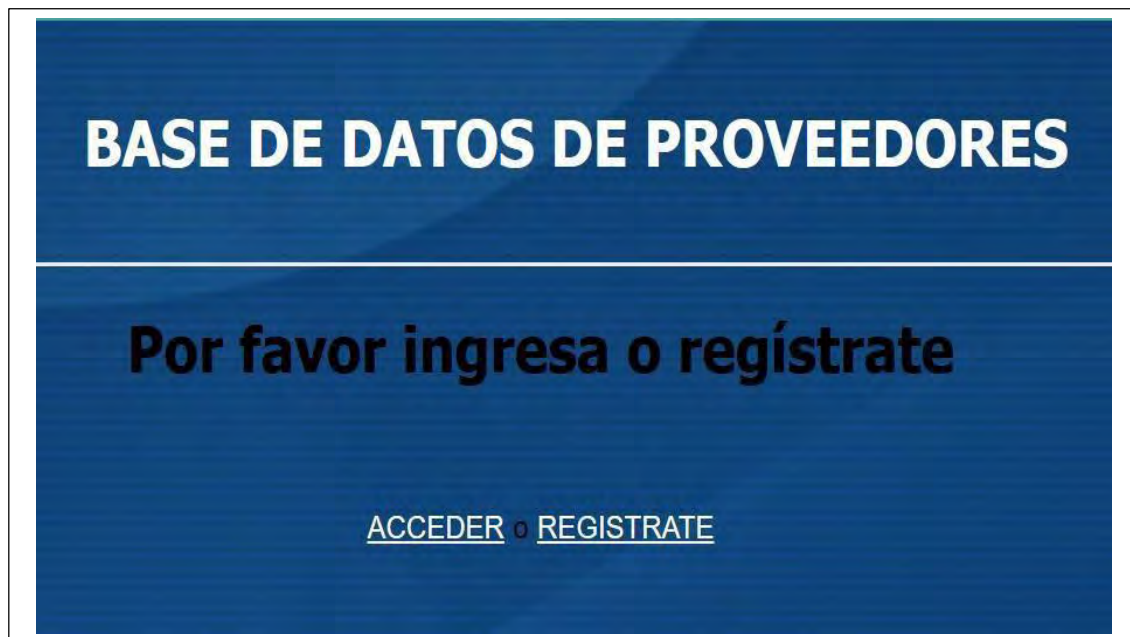 BASE DE DATOS DE PROVEEDORES
Por favor ingresa o regístrate
ACCEDER o REGISTRATE